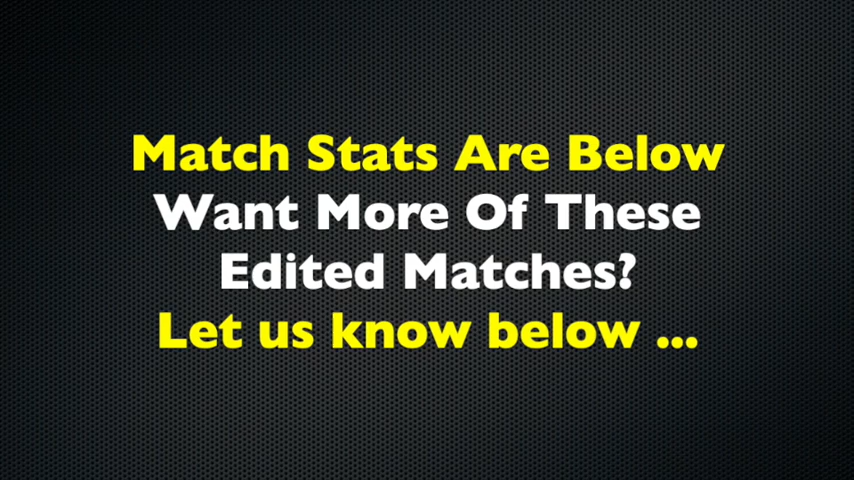 Match Stats Are Below
Want More Of These
Edited Matches?
Let us know below ...